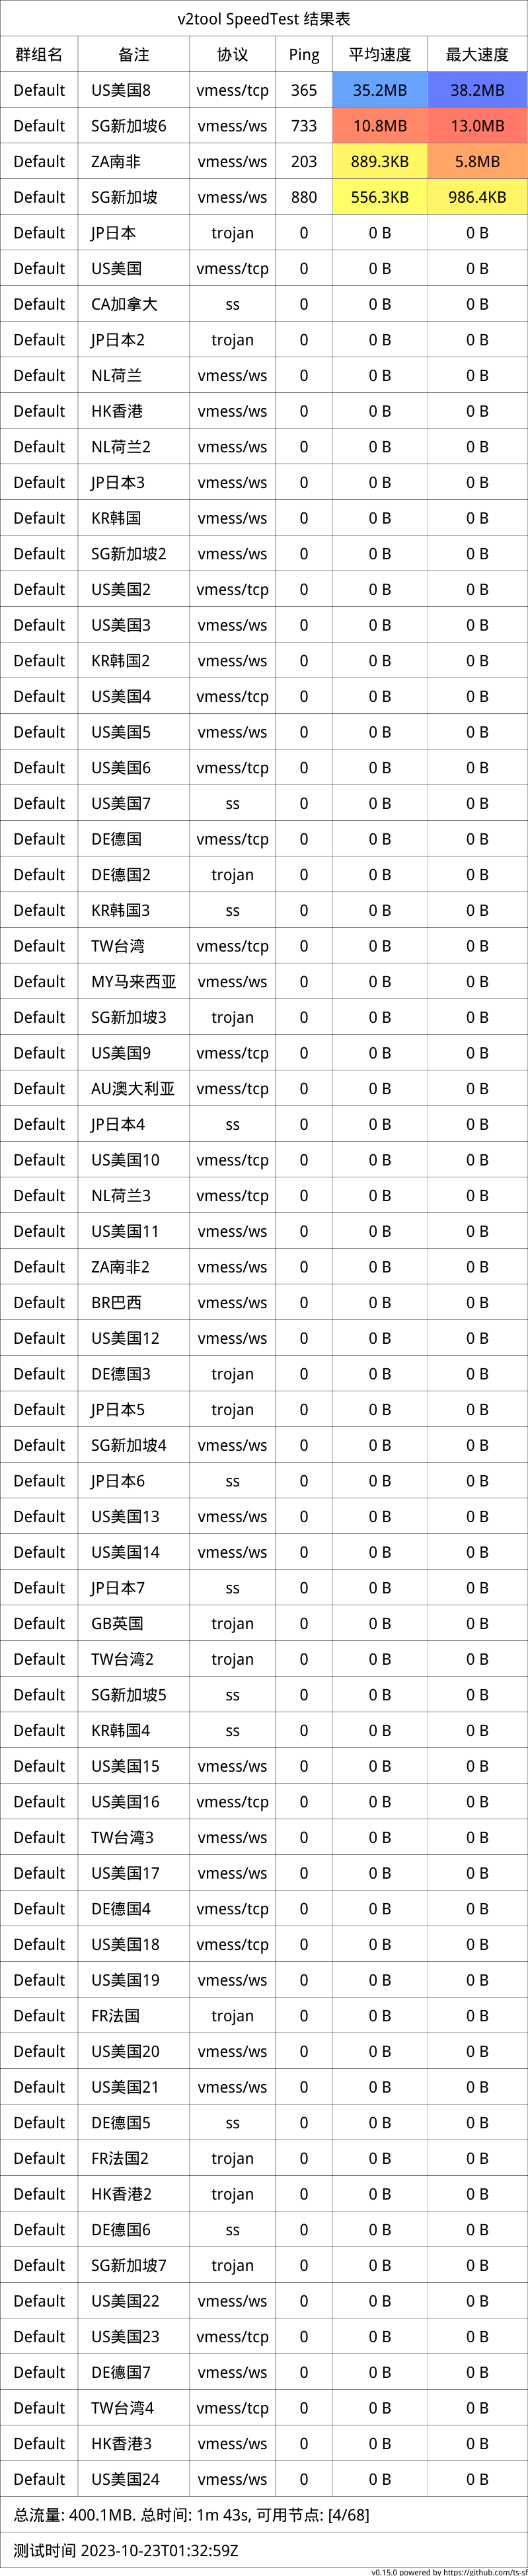 v2tool SpeedTest 结果表
群组名 备注 协议 Ping 平均速度 最大速度
Default US美国8 vmess/tcp 365 35.2MB 38.2MB
Default SG新加坡6 vmess/ws 733 10.8MB 13.0MB
Default ZA南非 vmess/ws 203 889.3KB 5.8MB
Default SG新加坡 vmess/ws 880 556.3KB 986.4KB
Default JP日本 trojan 0 0 B 0 B
Default US美国 vmess/tcp 0 0 B 0 B
Default CA加拿大 ss 0 0 B 0 B
Default JP日本2 trojan 0 0 B 0 B
Default NL荷兰 vmess/ws 0 0 B 0 B
Default HK香港 vmess/ws 0 0 B 0 B
Default NL荷兰2 vmess/ws 0 0 B 0 B
Default JP日本3 vmess/ws 0 0 B 0 B
Default KR韩国 vmess/ws 0 0 B 0 B
Default SG新加坡2 vmess/ws 0 0 B 0 B
Default US美国2 vmess/tcp 0 0 B 0 B
Default US美国3 vmess/ws 0 0 B 0 B
Default KR韩国2 vmess/ws 0 0 B 0 B
Default US美国4 vmess/tcp 0 0 B 0 B
Default US美国5 vmess/ws 0 0 B 0 B
Default US美国6 vmess/tcp 0 0 B 0 B
Default US美国7 ss 0 0 B 0 B
Default DE德国 vmess/tcp 0 0 B 0 B
Default DE德国2 trojan 0 0 B 0 B
Default KR韩国3 ss 0 0 B 0 B
Default TW台湾 vmess/tcp 0 0 B 0 B
Default MY马来西亚 vmess/ws 0 0 B 0 B
Default SG新加坡3 trojan 0 0 B 0 B
Default US美国9 vmess/tcp 0 0 B 0 B
Default AU澳大利亚 vmess/tcp 0 0 B 0 B
Default JP日本4 ss 0 0 B 0 B
Default US美国10 vmess/tcp 0 0 B 0 B
Default NL荷兰3 vmess/tcp 0 0 B 0 B
Default US美国11 vmess/ws 0 0 B 0 B
Default ZA南非2 vmess/ws 0 0 B 0 B
Default BR巴西 vmess/ws 0 0 B 0 B
Default US美国12 vmess/ws 0 0 B 0 B
Default DE德国3 trojan 0 0 B 0 B
Default JP日本5 trojan 0 0 B 0 B
Default SG新加坡4 vmess/ws 0 0 B 0 B
Default JP日本6 ss 0 0 B 0 B
Default US美国13 vmess/ws 0 0 B 0 B
Default US美国14 vmess/ws 0 0 B 0 B
Default JP日本7 ss 0 0 B 0 B
Default GB英国 trojan 0 0 B 0 B
Default TW台湾2 trojan 0 0 B 0 B
Default SG新加坡5 ss 0 0 B 0 B
Default KR韩国4 ss 0 0 B 0 B
Default US美国15 vmess/ws 0 0 B 0 B
Default US美国16 vmess/tcp 0 0 B 0 B
Default TW台湾3 vmess/ws 0 0 B 0 B
Default US美国17 vmess/ws 0 0 B 0 B
Default DE德国4 vmess/tcp 0 0 B 0 B
Default US美国18 vmess/tcp 0 0 B 0 B
Default US美国19 vmess/ws 0 0 B 0 B
Default FR法国 trojan 0 0 B 0 B
Default US美国20 vmess/ws 0 0 B 0 B
Default US美国21 vmess/ws 0 0 B 0 B
Default DE德国5 ss 0 0 B 0 B
Default FR法国2 trojan 0 0 B 0 B
Default HK香港2 trojan 0 0 B 0 B
Default DE德国6 ss 0 0 B 0 B
Default SG新加坡7 trojan 0 0 B 0 B
Default US美国22 vmess/ws 0 0 B 0 B
Default US美国23 vmess/tcp 0 0 B 0 B
Default DE德国7 vmess/ws 0 0 B 0 B
Default TW台湾4 vmess/tcp 0 0 B 0 B
Default HK香港3 vmess/ws 0 0 B 0 B
Default US美国24 vmess/ws 0 0 B 0 B
总流量: 400.1MB. 总时间: 1m 43s, 可用节点: [4/68]
测试时间 2023-10-23T01:32:59Z
v0.15.0 powered by https://github.com/ts-sf